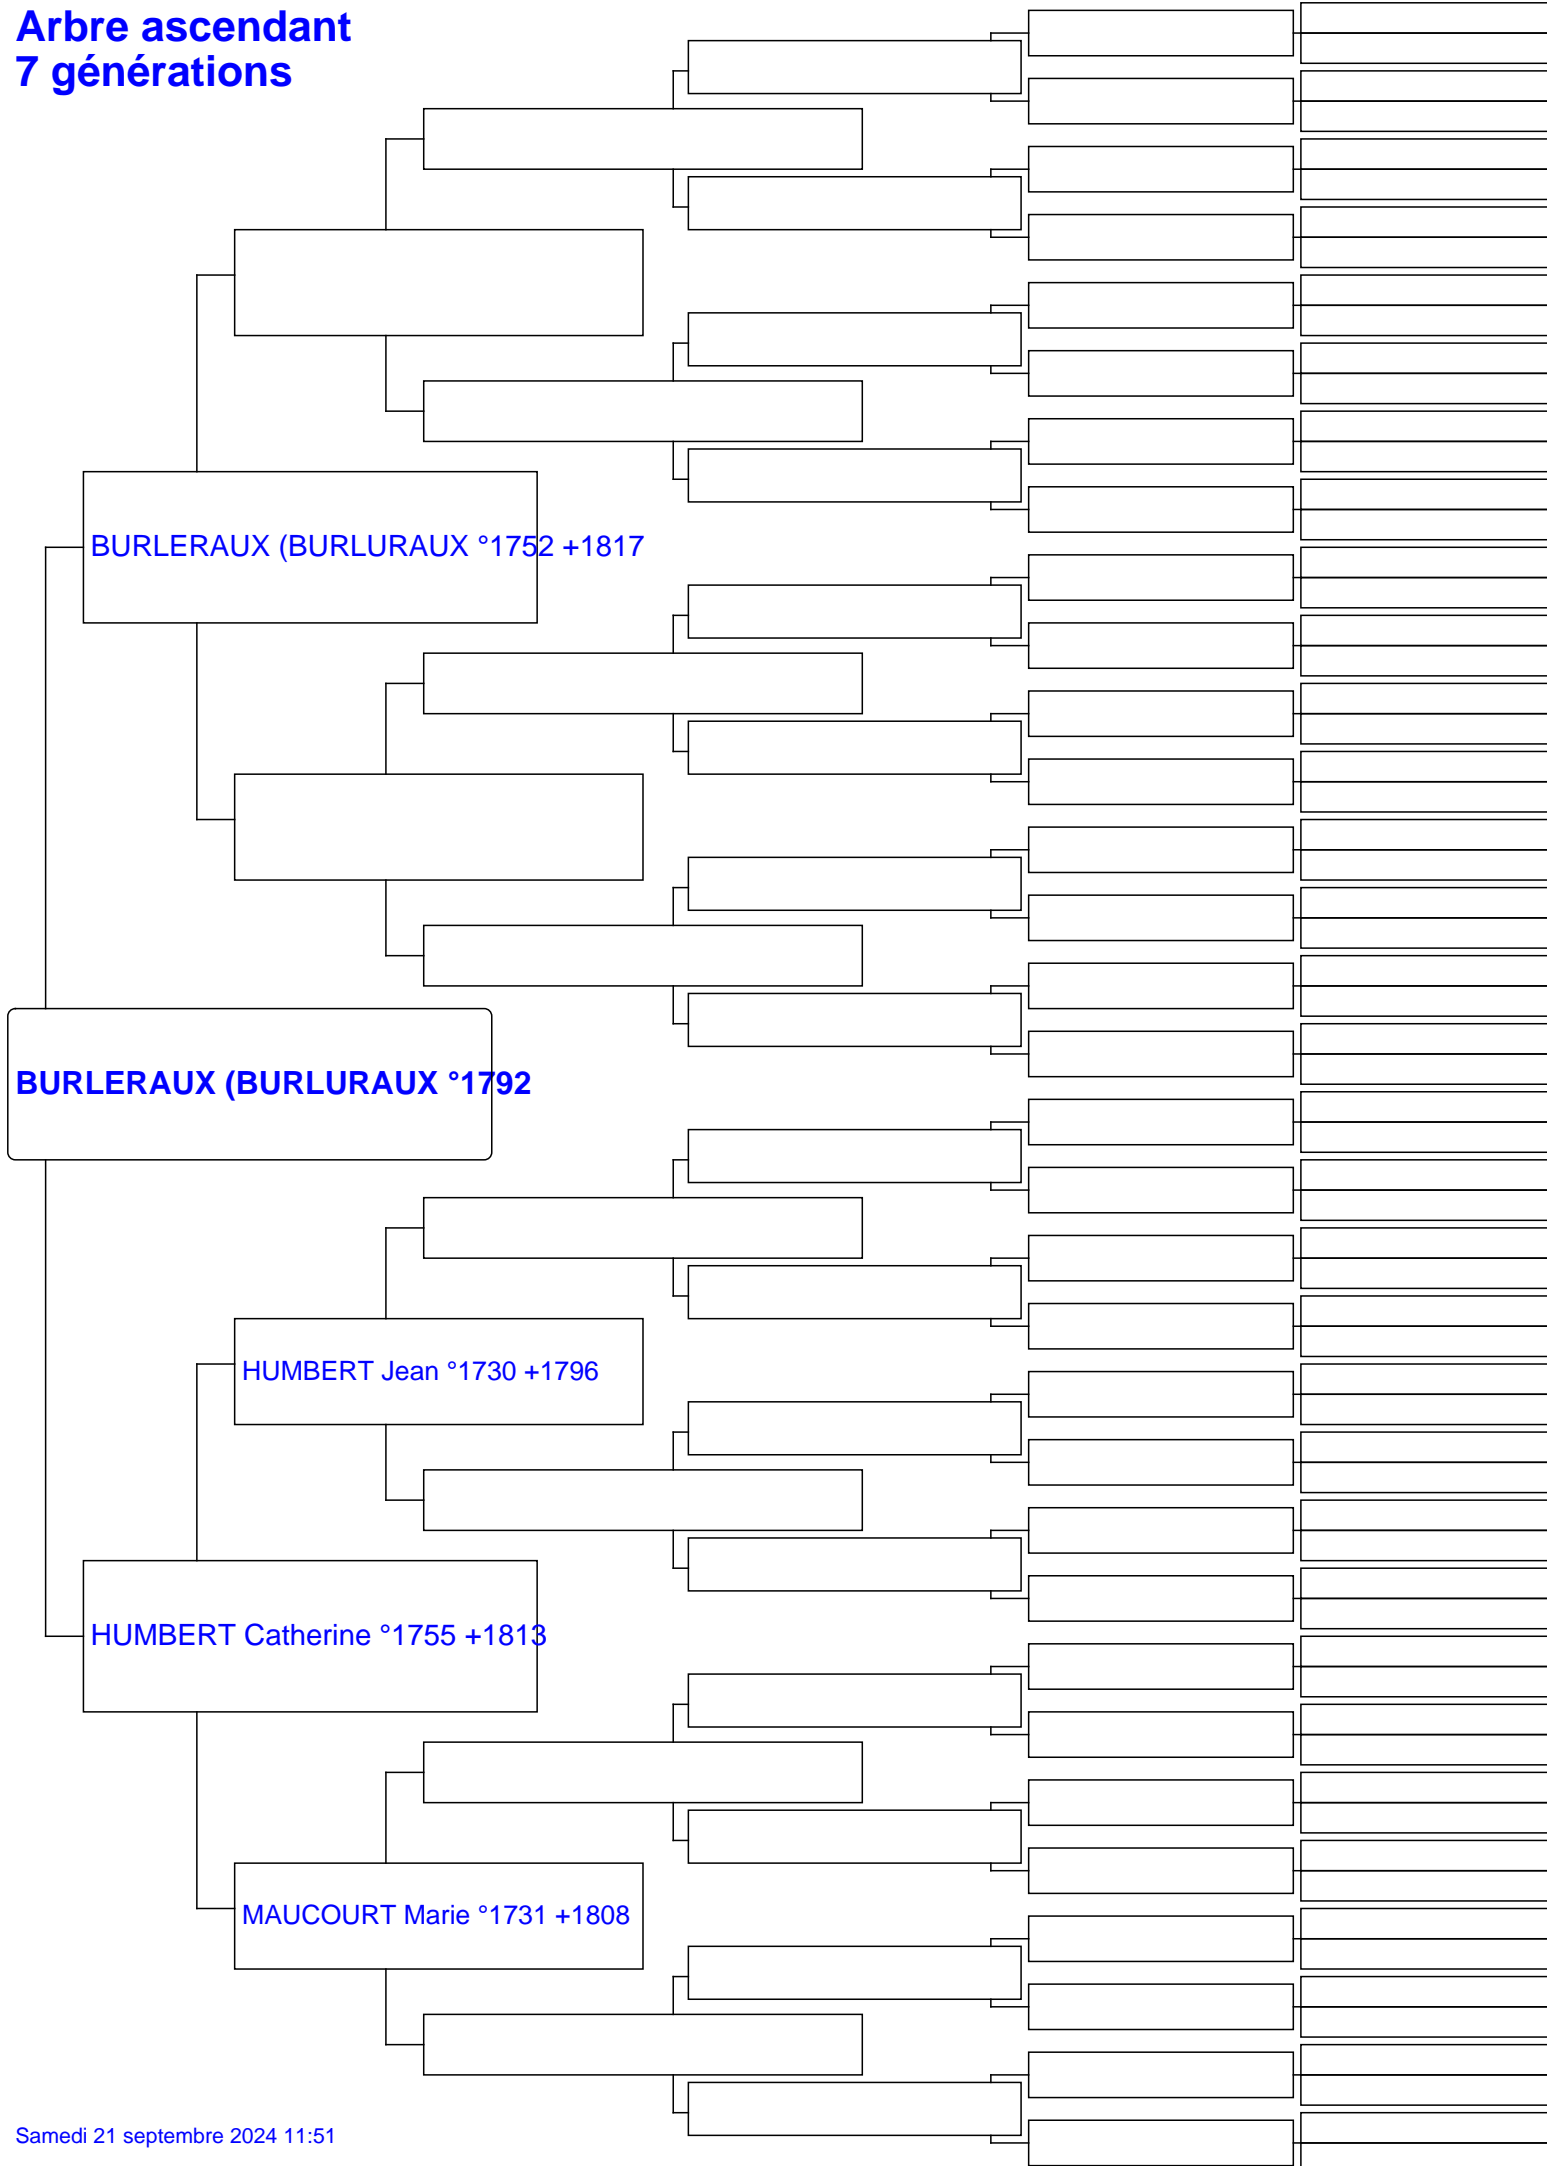 Arbre ascendant
7 générations
BURLERAUX (BURLURAUX °1752 +1817
BURLERAUX (BURLURAUX °1792
HUMBERT Jean °1730 +1796
HUMBERT Catherine °1755 +1813
MAUCOURT Marie °1731 +1808
Samedi 21 septembre 2024 11:51